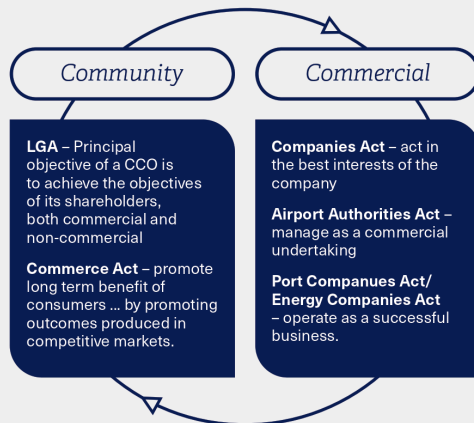 Community
LGA – Principal
objective of a CCO is
to achieve the objectives
of its shareholders,
both commercial and
non-commercial
Commerce Act – promote
long term benefit of
consumers ... by promoting
outcomes produced in
competitive markets.
Commercial
Companies Act – act in
the best interests of the
company
Airport Authorities Act –
manage as a commercial
undertaking
Port Companues Act/
Energy Companies Act
– operate as a successful
business.